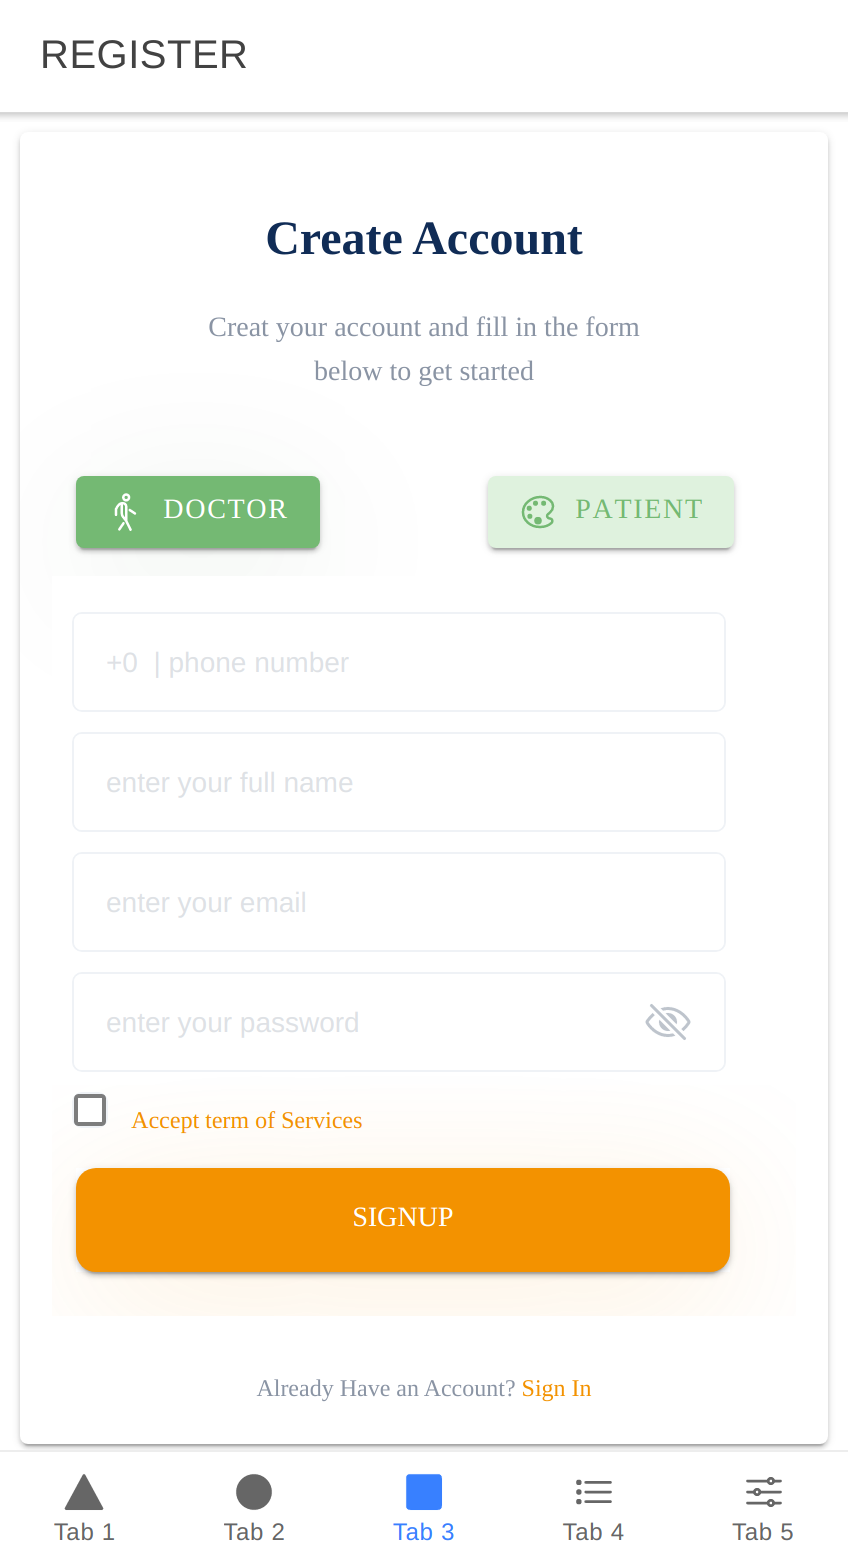 REGISTER
Create Account
Creat your account and fill in the form
below to get started
DOCTOR
PATIENT
+0  | phone number
enter your full name
enter your email
enter your password
Accept term of Services
SIGNUP
Already Have an Account? Sign In
Tab 1
Tab 2
Tab 3
Tab 4
Tab 5